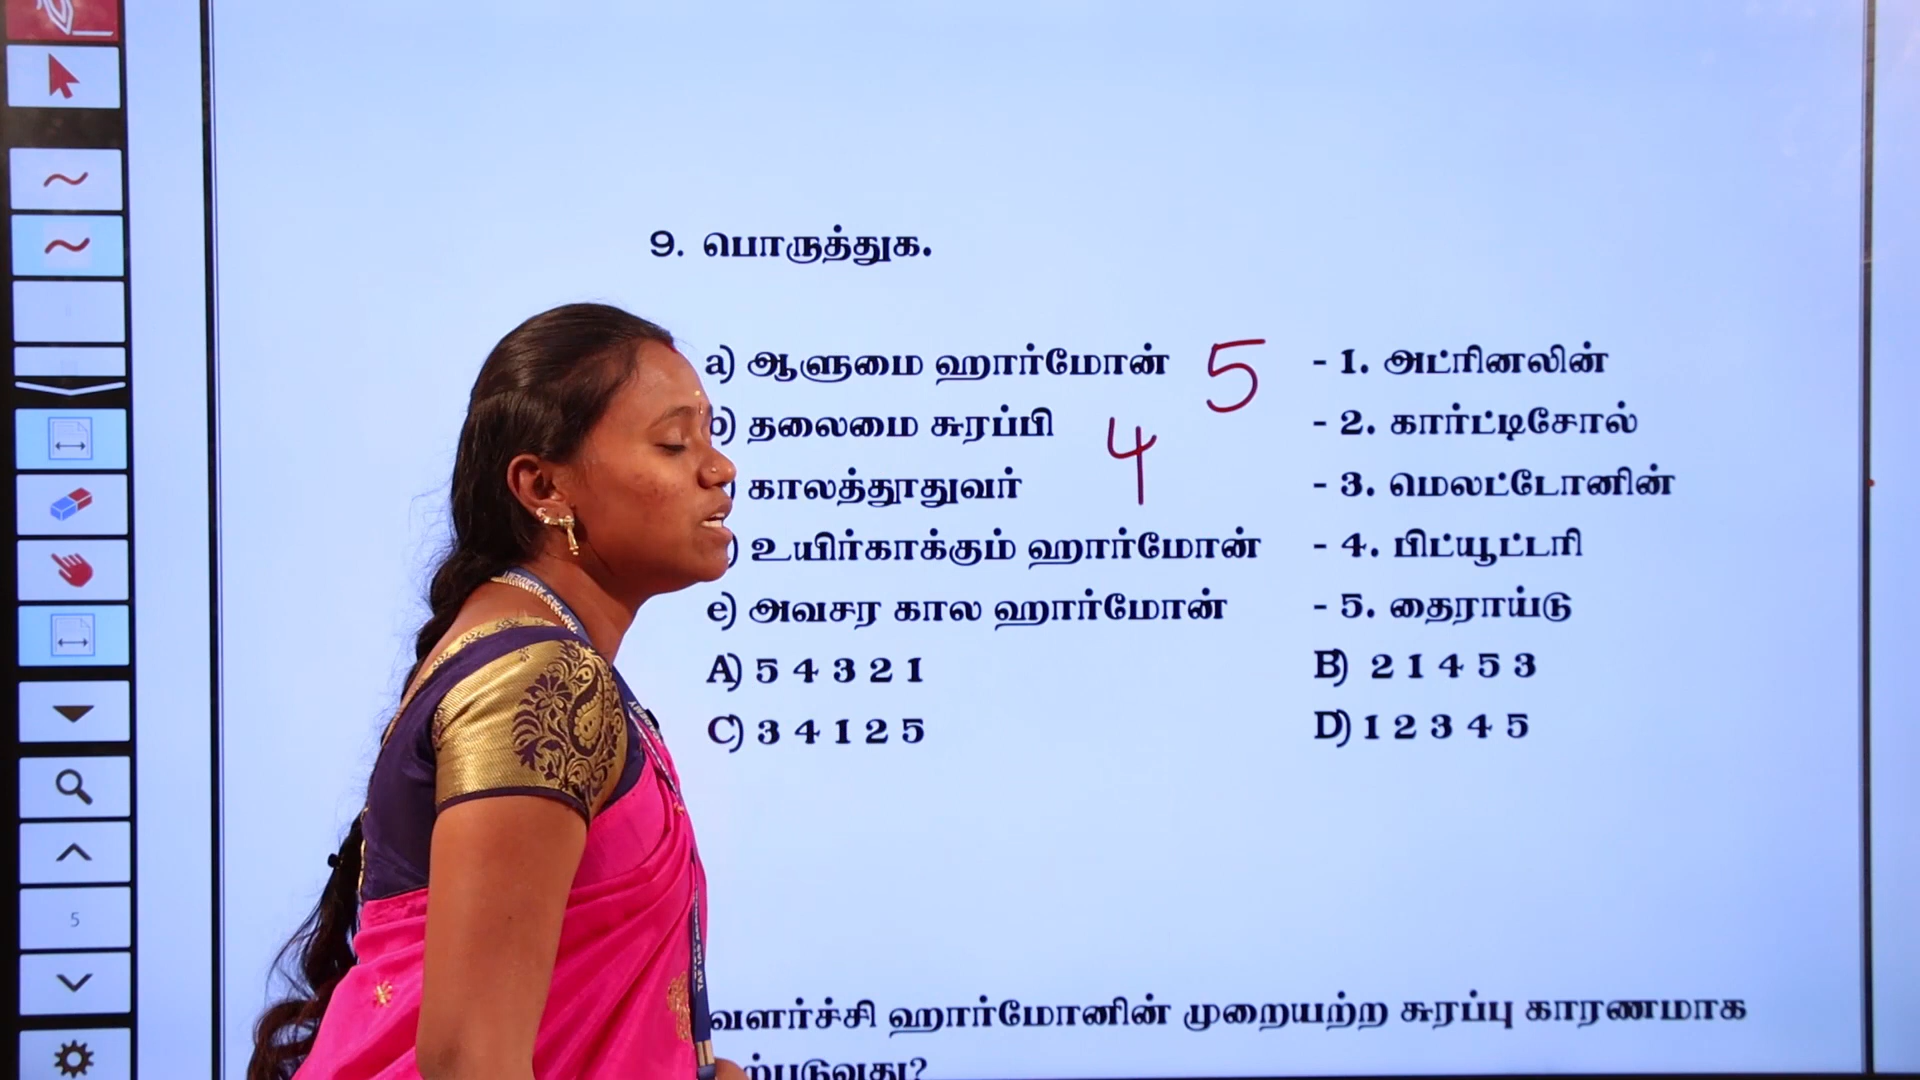 9. பொருத்துக.
a) ஆளுமை ஹார்மோன் 5 - 1. அட்ரினலின்
b) தலைமை சுரப்பி 4 - 2. கார்ட்டிசோல்
காலத்தூதுவர் - 3. மெலட்டோனின்
) உயிர்காக்கும் ஹார்மோன் - 4. பிட்யூட்டரி
e) அவசர கால ஹார்மோன் - 5. தைராய்டு
A) 5 4 3 2 1 B) 2 1 4 5 3
C) 3 4 1 2 5 D) 1 2 3 4 5
வளர்ச்சி ஹார்மோனின் முறையற்ற சுரப்பு காரணமாக
5